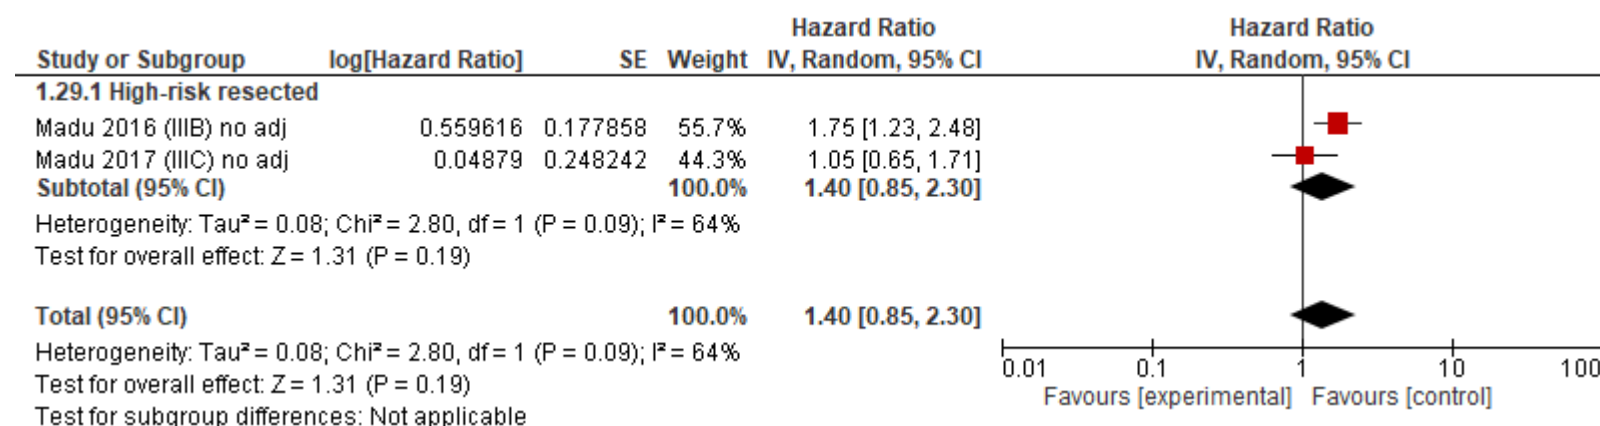 Hazard Ratio Hazard Ratio
Study or Subgroup log[Hazard Ratio] SE Weight IV, Random, 95% CI IV, Random, 95% CI
1.29.1 High-risk resected
Madu 2016 (IIIB) no adj 0.559616 0.177858 55.7% 1.75 [1.23, 2.48]
Madu 2017 (IIIC) no adj 0.04879 0.248242 44.3% 1.05 [0.65, 1.71]
Subtotal (95% CI) 100.0% 1.40 [0.85, 2.30]
Heterogeneity: Tau² = 0.08; Chi² = 2.80, df = 1 (P = 0.09); I² = 64%
Test for overall effect: Z = 1.31 (P = 0.19)
Total (95% CI) 100.0% 1.40 [0.85, 2.30]
Heterogeneity: Tau² = 0.08; Chi² = 2.80, df = 1 (P = 0.09); I² = 64%
Test for overall effect: Z = 1.31 (P = 0.19)
Test for subgroup differences: Not applicable
0.01 0.1 1 10 100
Favours [experimental] Favours [control]